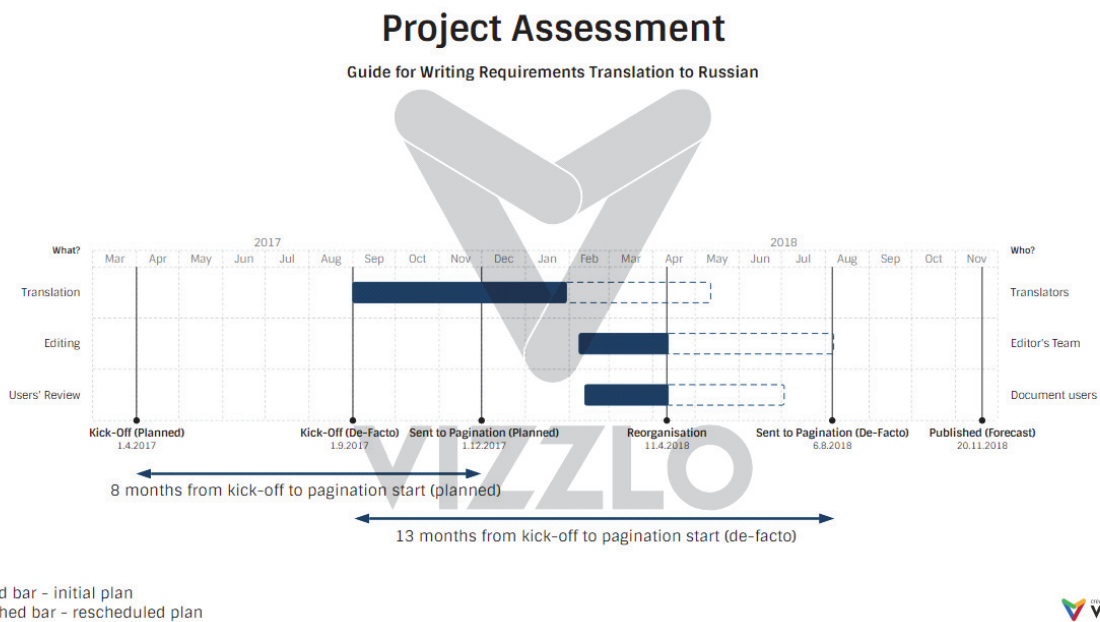 Project Assessment
Guide for Writing Requirements Translation to Russian
2017 2018
What? Mar Apr May Jun Jul Aug Sep Oct Nov Dec Jan Feb Mar Apr May Jun Jul Aug Sep Oct Nov Who?
Translation Translators
Editing Editor's Team
Users' Review Document users
Kick-Off (Planned) Kick-Off (De-Facto) Sent to Pagination (Planned) Reorganisation Sent to Pagination (De-Facto) Published (Forecast)
1.4.2017 1.9.2017 1.12.2017 11.4.2018 6.8.2018 20.11.2018
VIZZLO
8 months from kick-off to pagination start (planned)
13 months from kick-off to pagination start (de-facto)
d bar - initial plan
hed bar - rescheduled plan